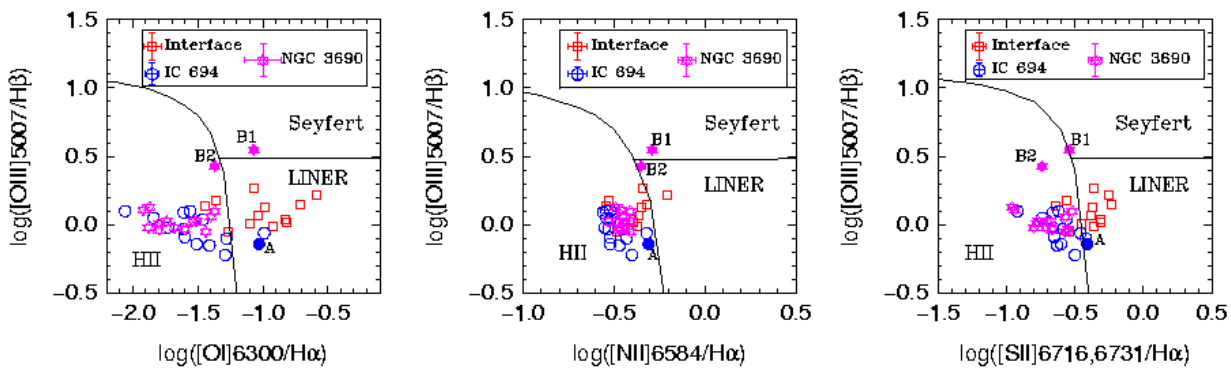 1.5
1.0
0.5
0.0
−0.5
log([OIII]5007/Hβ)
Interface
IC 694
NGC 3690
Seyfert
B1
B2
LINER
HII
A
−2.0 −1.5 −1.0 −0.5
log([OI]6300/Hα)
1.5
1.0
0.5
0.0
−0.5
log([OIII]5007/Hβ)
Interface
IC 694
NGC 3690
Seyfert
B1
B2
LINER
HII
A
−1.0 −0.5 0.0 0.5
log([NII]6584/Hα)
1.5
1.0
0.5
0.0
−0.5
log([OIII]5007/Hβ)
Interface
IC 694
NGC 3690
Seyfert
B1
B2
LINER
HII
A
−1.5 −1.0 −0.5 0.0 0.5
log([SII]6716,6731/Hα)